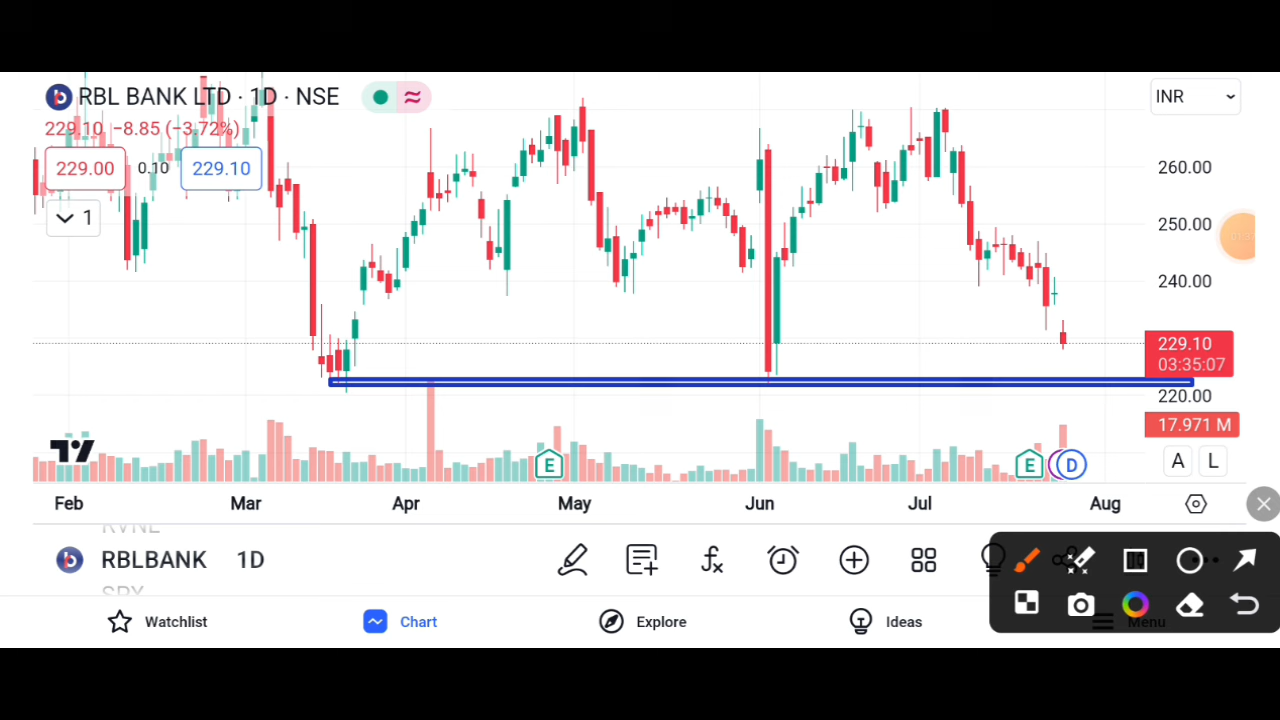 RBL BANK LTD · 1D · NSE
INR
229.10 −8.85 (−3.72%)
229.00 0.10 229.10
1
260.00
250.00
240.00
229.10
03:35:07
220.00
17.971 M
E E D
A L
Feb Mar Apr May Jun Jul Aug
RVNL
RBLBANK 1D
SPY
Watchlist Chart Explore Ideas Menu